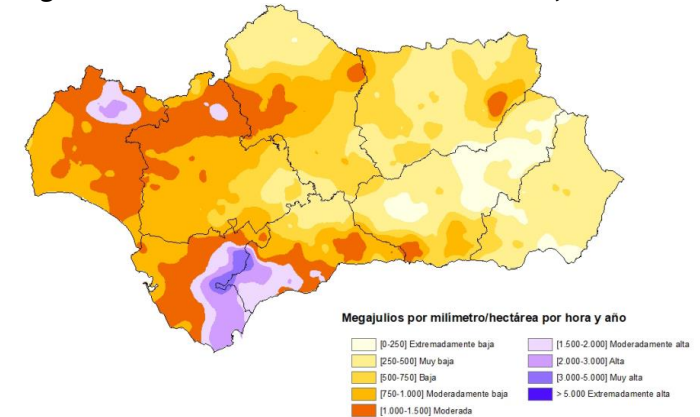 Megajulios por milímetro/hectárea por hora y año
[0-250] Extremadamente baja
[250-500] Muy baja
[500-750] Baja
[750-1.000] Moderadamente baja
[1.000-1.500] Moderada
[1.500-2.000] Moderadamente alta
[2.000-3.000] Alta
[3.000-5.000] Muy alta
> 5.000 Extremadamente alta